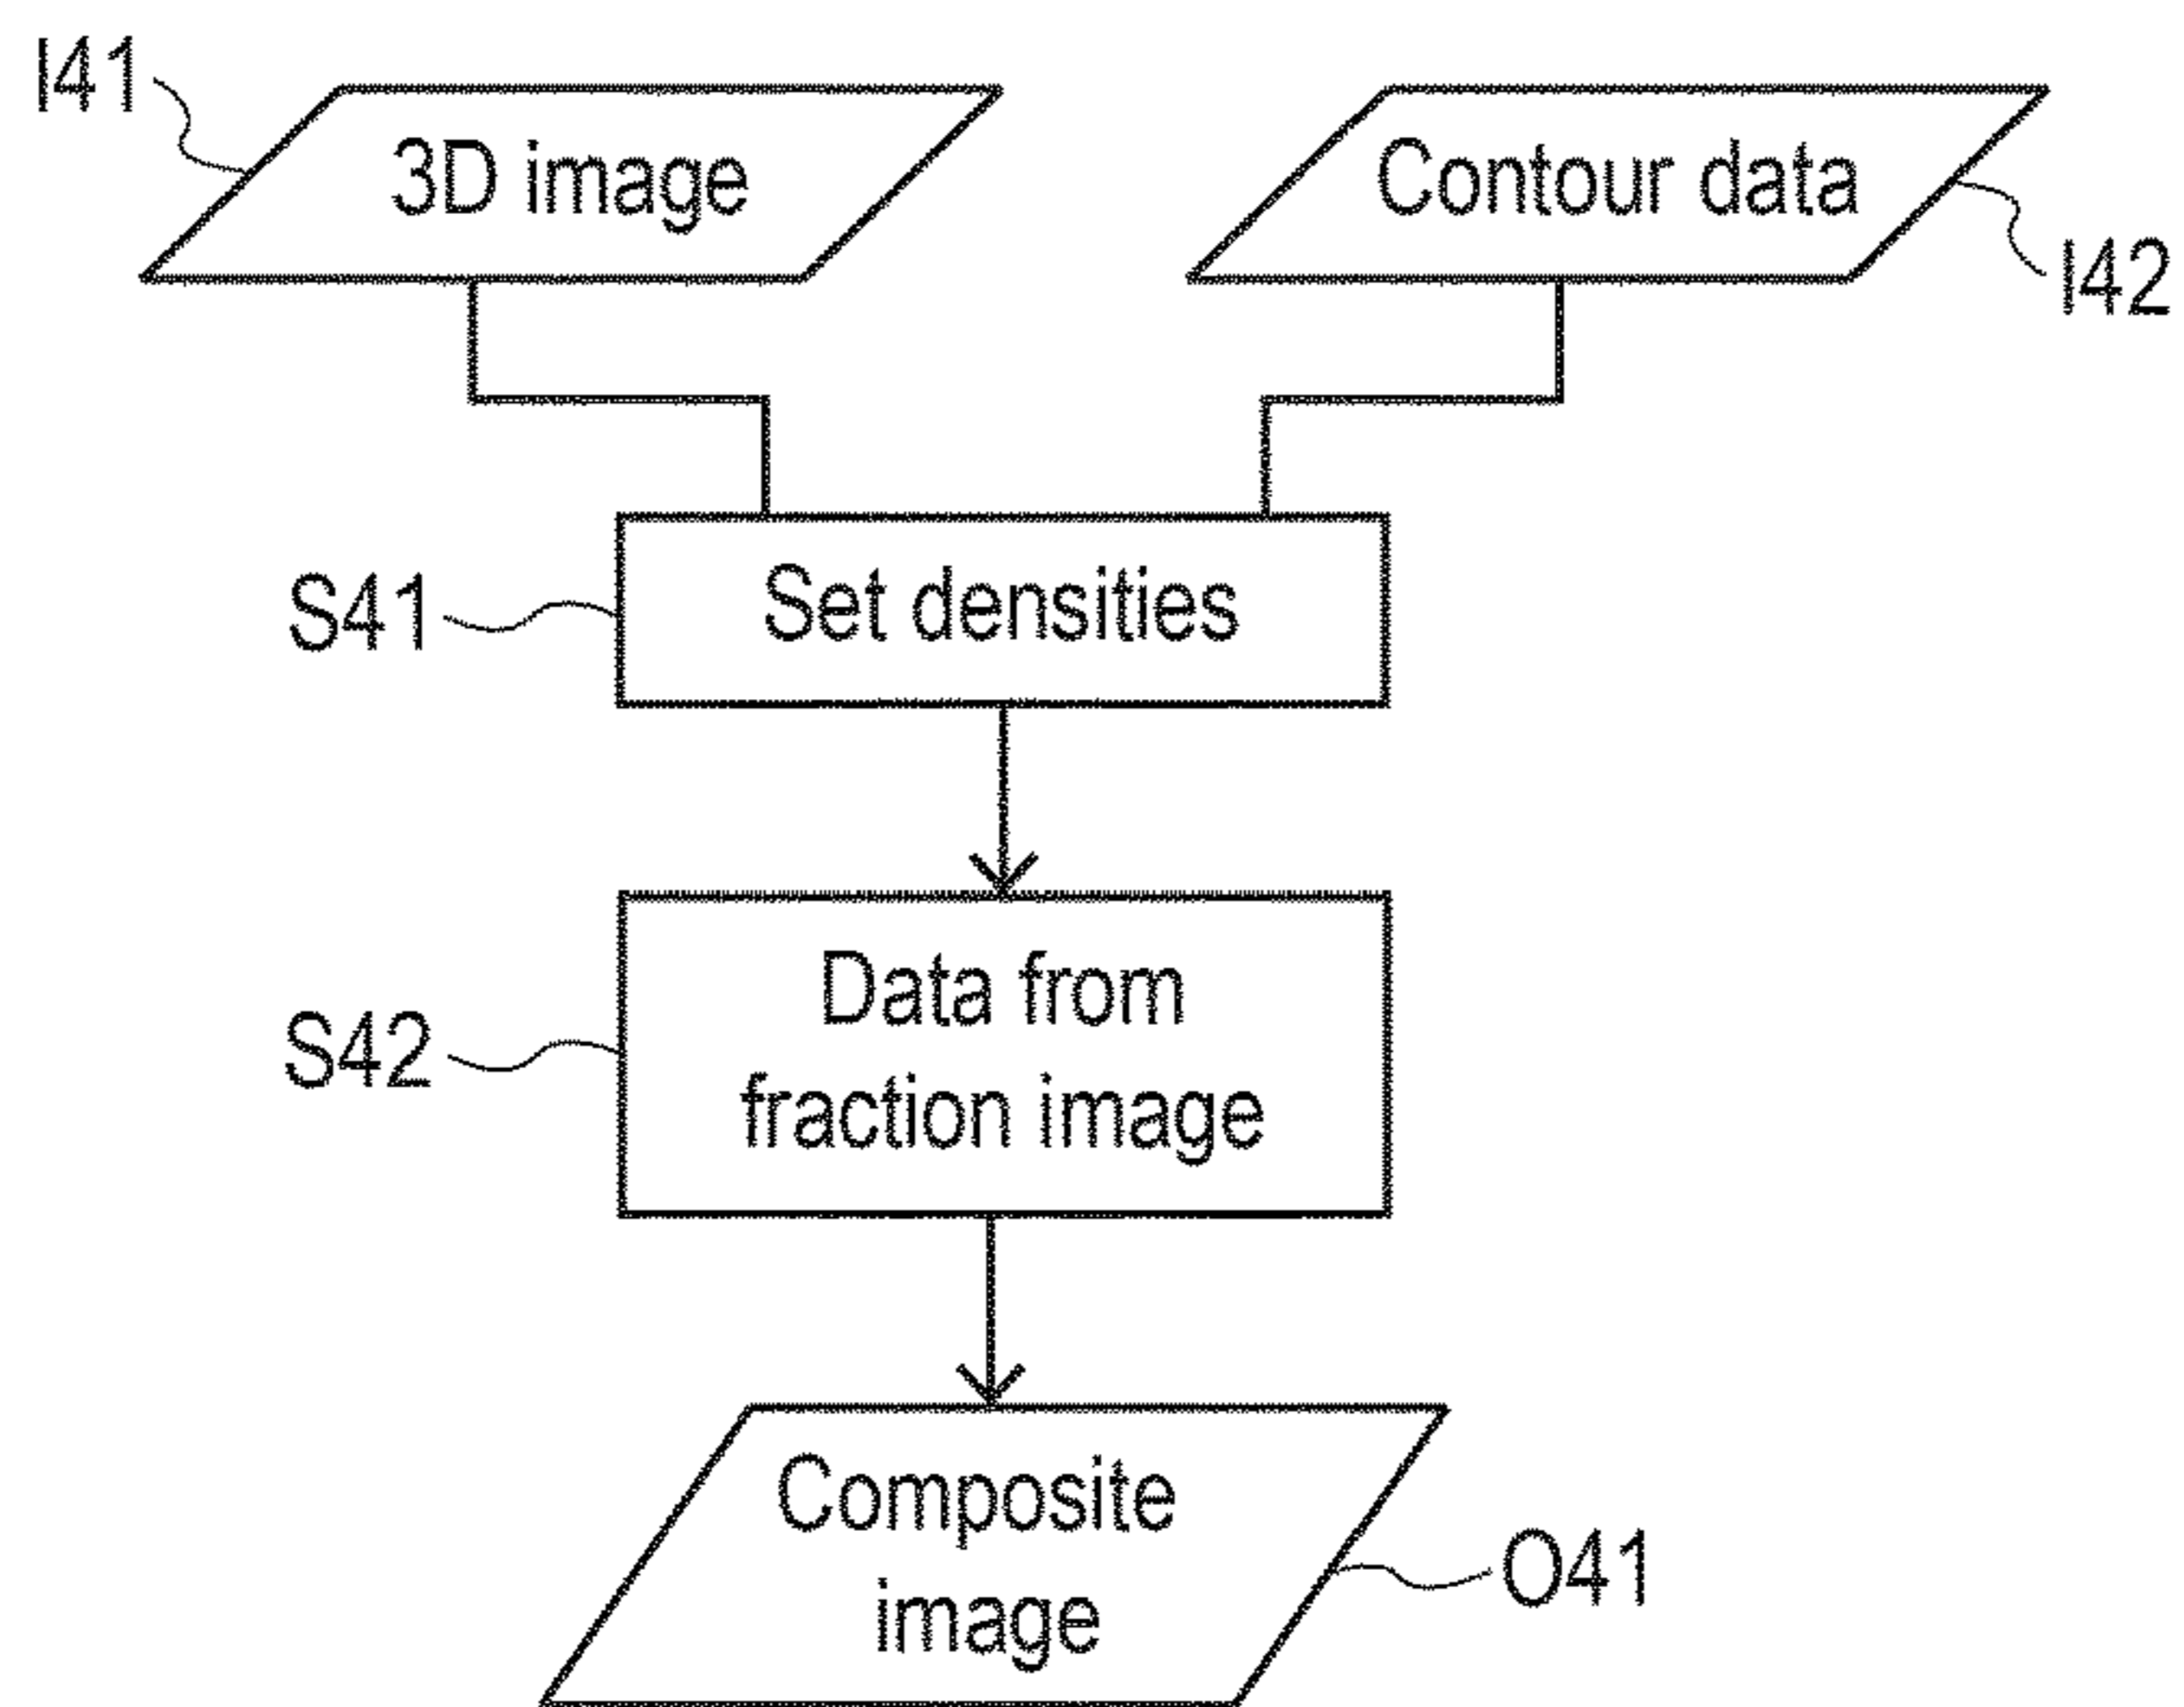 I41
3D image
Contour data
I42
S41
Set densities
S42
Data from
fraction image
Composite
image
O41